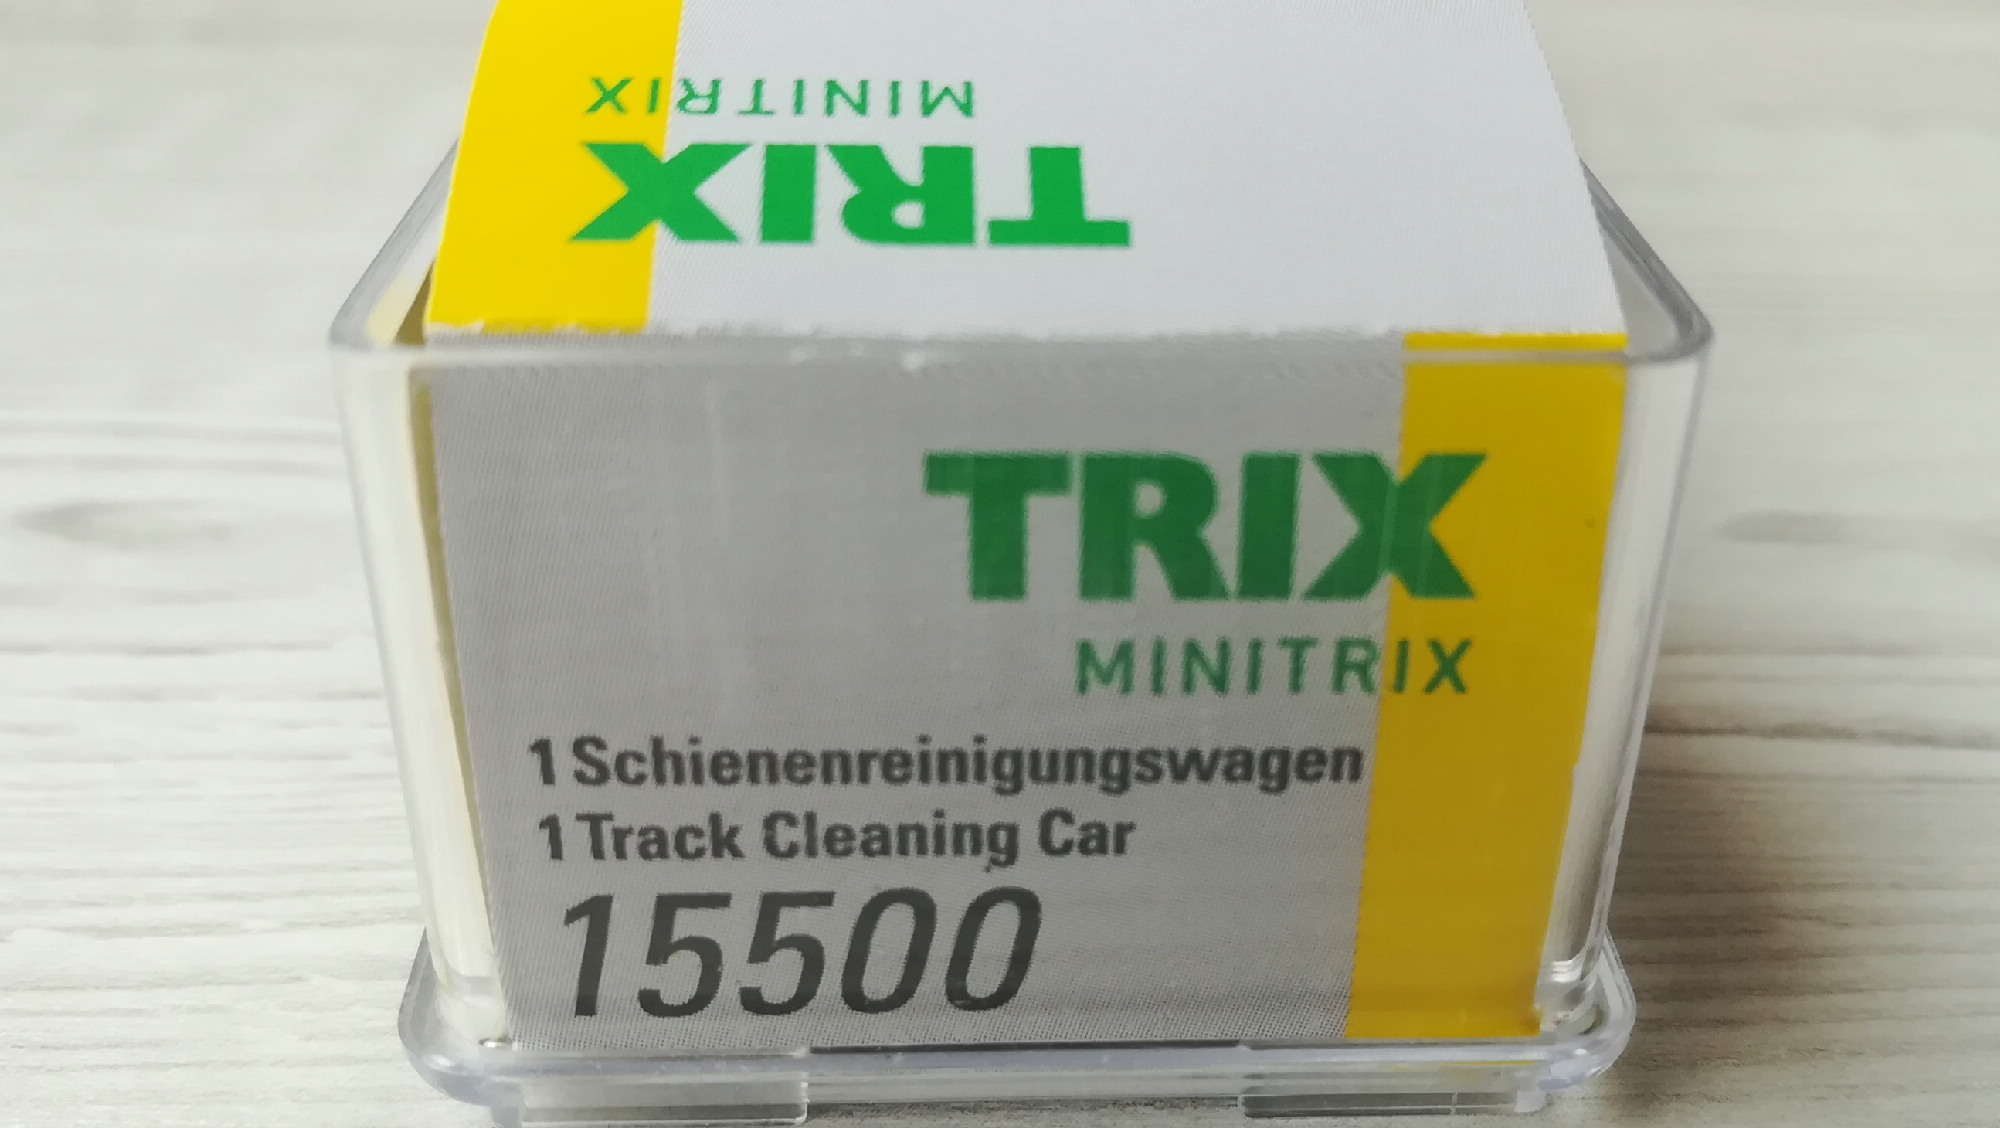 MINITRIX
TRIX
TRIX
MINITRIX
1 Schienenreinigungswagen
1 Track Cleaning Car
15500